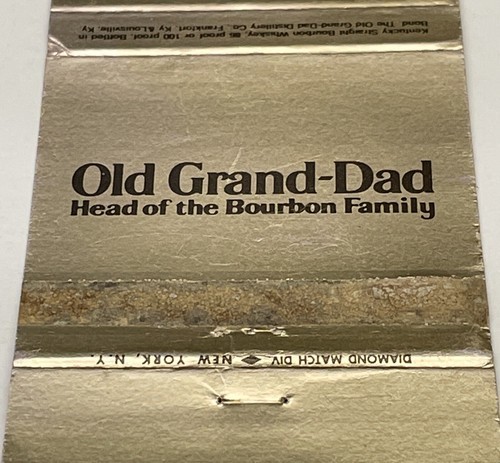 Kentucky Straight Bourbon Whiskey. 86 proof or 100 proof, Bottled in
Bond The Old Grand-Dad Distillery Co. Frankfort, Ky &Louisville, Ky.
Old Grand-Dad
Head of the Bourbon Family
DIAMOND MATCH DIV. NEW YORK, N.Y.